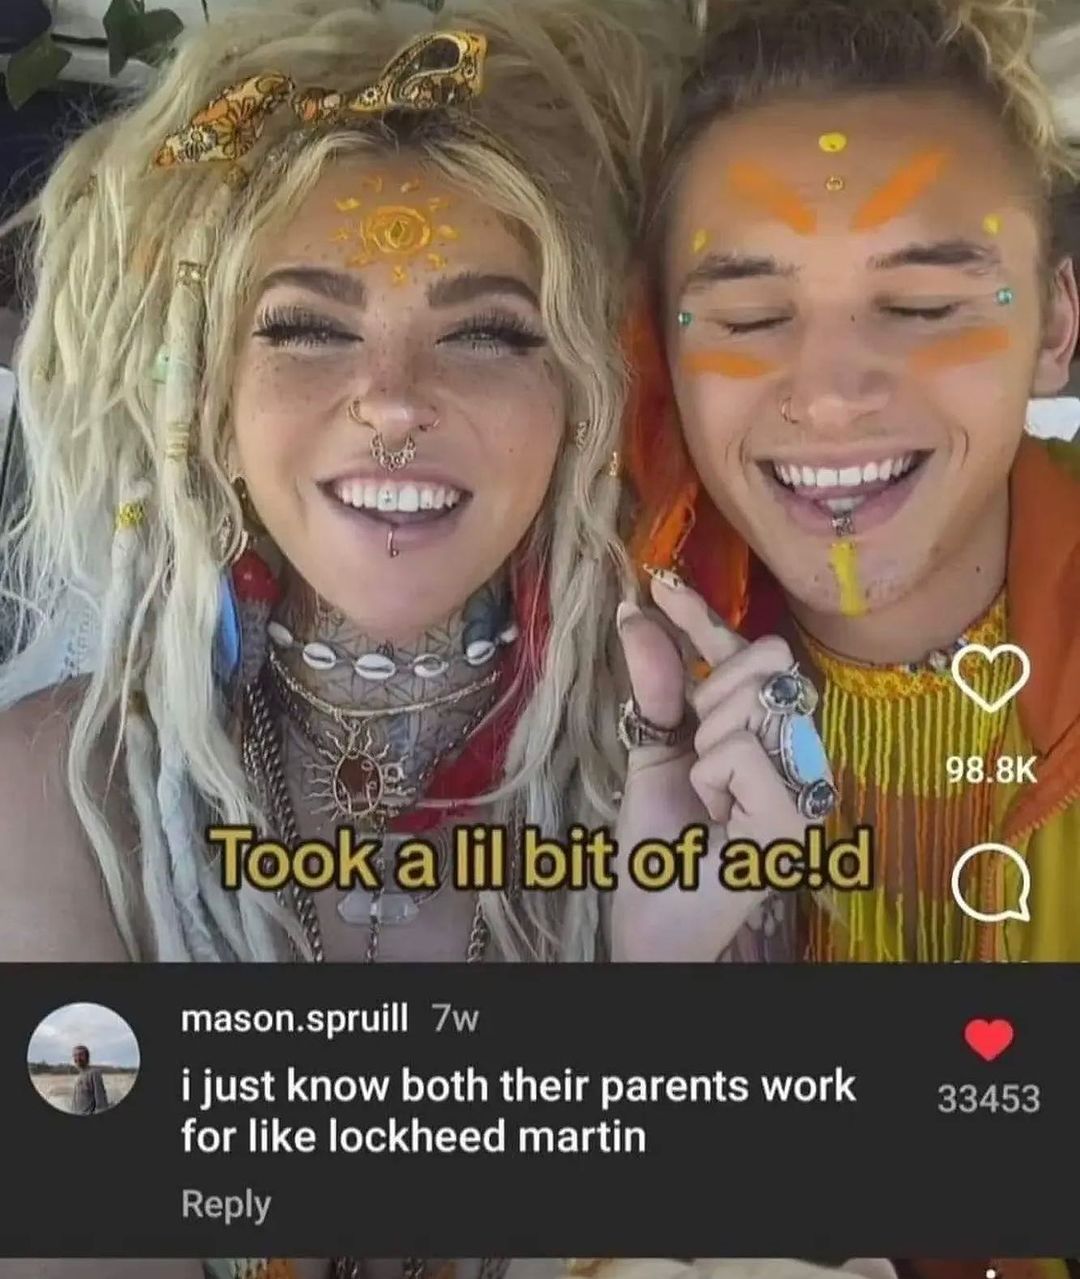 98.8K
Took a lil bit of ac!d
mason.spruill 7w
i just know both their parents work
for like lockheed martin
33453
Reply